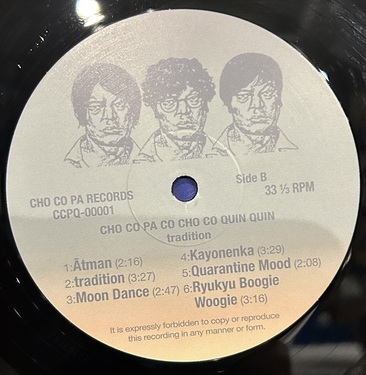 CHO CO PA RECORDS
CCPQ-00001
Side B
33 ⅓ RPM
CHO CO PA CO CHO CO QUIN QUIN
tradition
1:Ātman (2:16)
2:tradition (3:27)
3:Moon Dance (2:47)
4:Kayonenka (3:29)
5:Quarantine Mood (2:08)
6:Ryukyu Boogie
Woogie (3:16)
It is expressly forbidden to copy or reproduce
this recording in any manner or form.